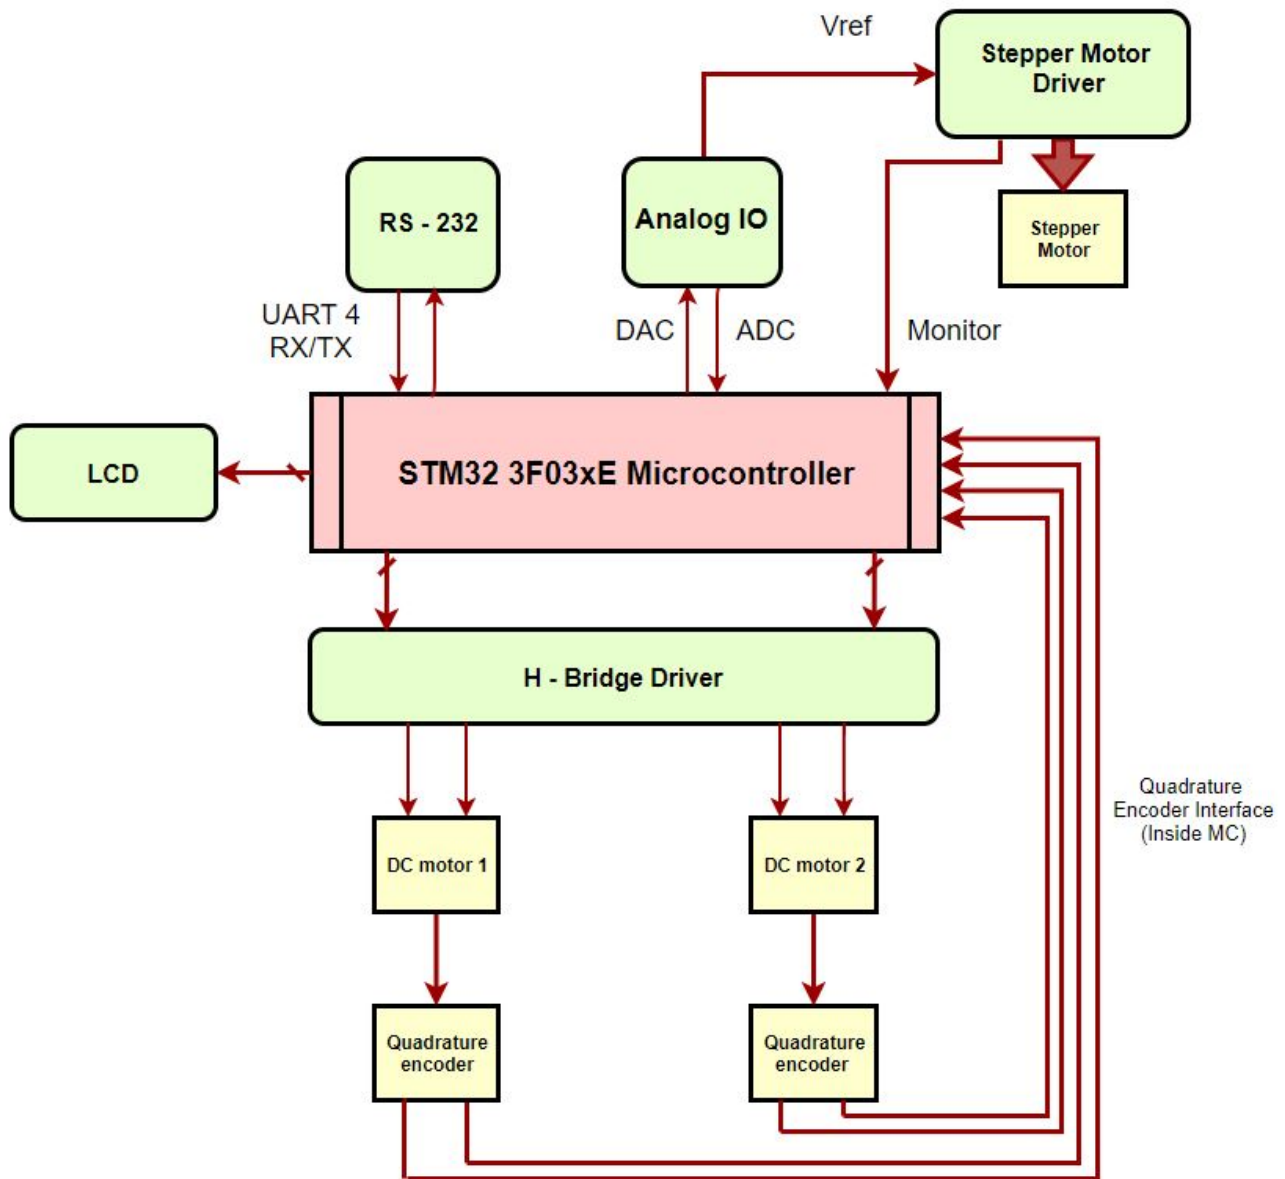 Vref
Stepper Motor
Driver
RS - 232
Analog IO
Stepper
Motor
UART 4
RX/TX
DAC
ADC
Monitor
LCD
STM32 3F03xE Microcontroller
H - Bridge Driver
Quadrature
Encoder Interface
(Inside MC)
DC motor 1
DC motor 2
Quadrature
encoder
Quadrature
encoder